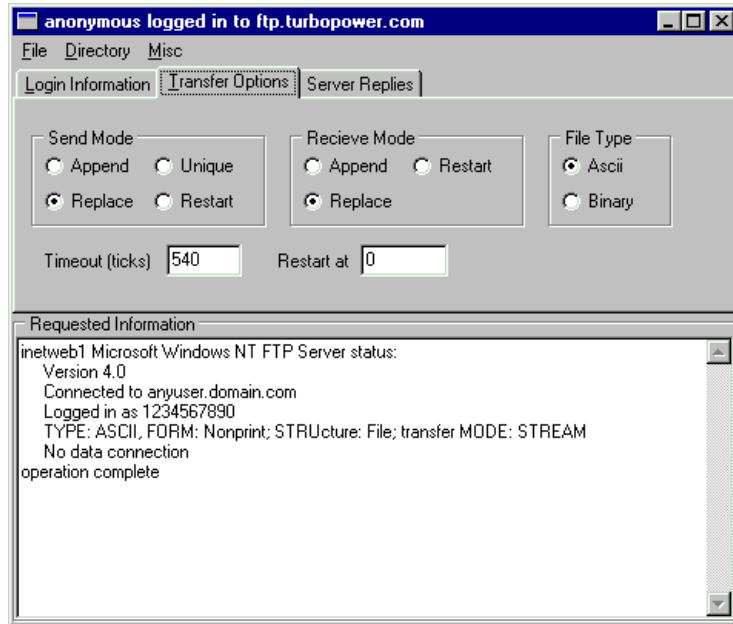 anonymous logged in to ftp.turbopower.com
File Directory Misc
Login Information Transfer Options Server Replies
Send Mode Recieve Mode File Type
Append Unique Append Restart Ascii
Replace Restart Replace Binary
Timeout (ticks) 540 Restart at 0
Requested Information
inetweb1 Microsoft Windows NT FTP Server status:
Version 4.0
Connected to anyuser.domain.com
Logged in as 1234567890
TYPE: ASCII, FORM: Nonprint; STRUcture: File; transfer MODE: STREAM
No data connection
operation complete